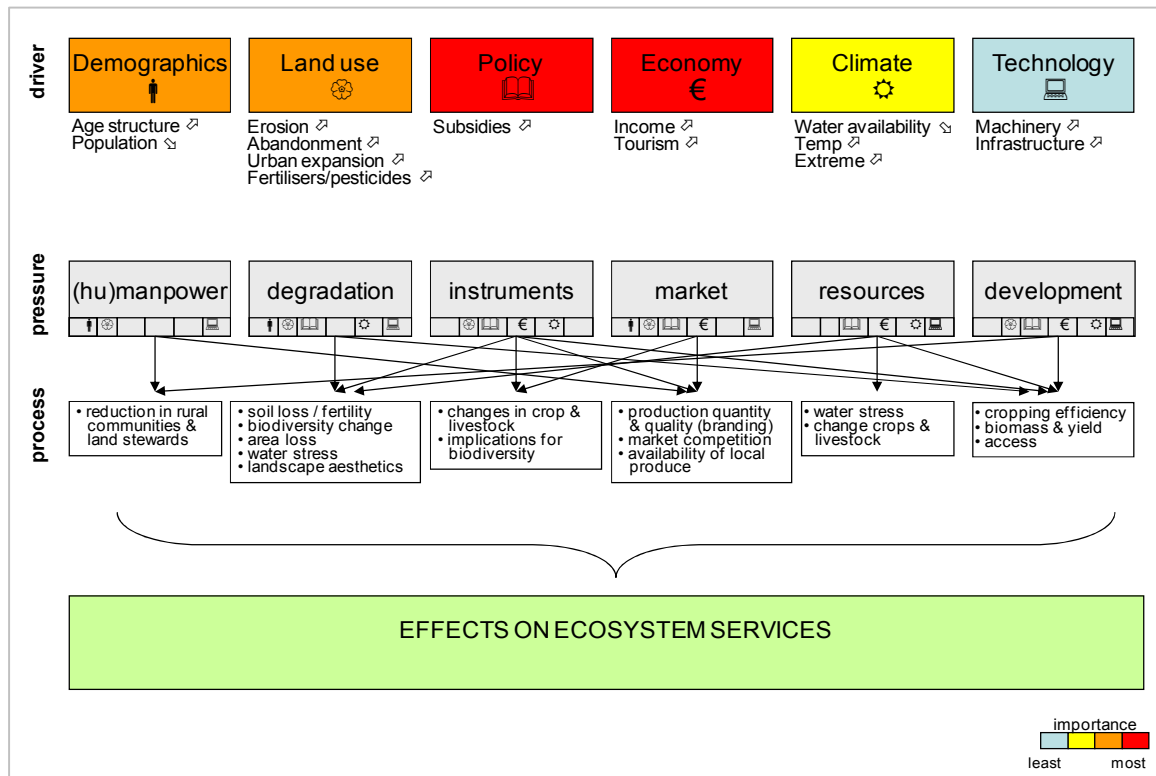 driver
Demographics
Land use
Policy
Economy
€
Climate
Technology
Age structure ⬀
Population ⬂
Erosion ⬀
Abandonment ⬀
Urban expansion ⬀
Fertilisers/pesticides ⬀
Subsidies ⬀
Income ⬀
Tourism ⬀
Water availability ⬂
Temp ⬀
Extreme ⬀
Machinery ⬀
Infrastructure ⬀
pressure
(hu)manpower
degradation
instruments
€
market
€
resources
€
development
€
process
• reduction in rural
communities &
land stewards
• soil loss / fertility
• biodiversity change
• area loss
• water stress
• landscape aesthetics
• changes in crop &
livestock
• implications for
biodiversity
• production quantity
& quality (branding)
• market competition
• availability of local
produce
• water stress
• change crops &
livestock
• cropping efficiency
• biomass & yield
• access
EFFECTS ON ECOSYSTEM SERVICES
importance
least most